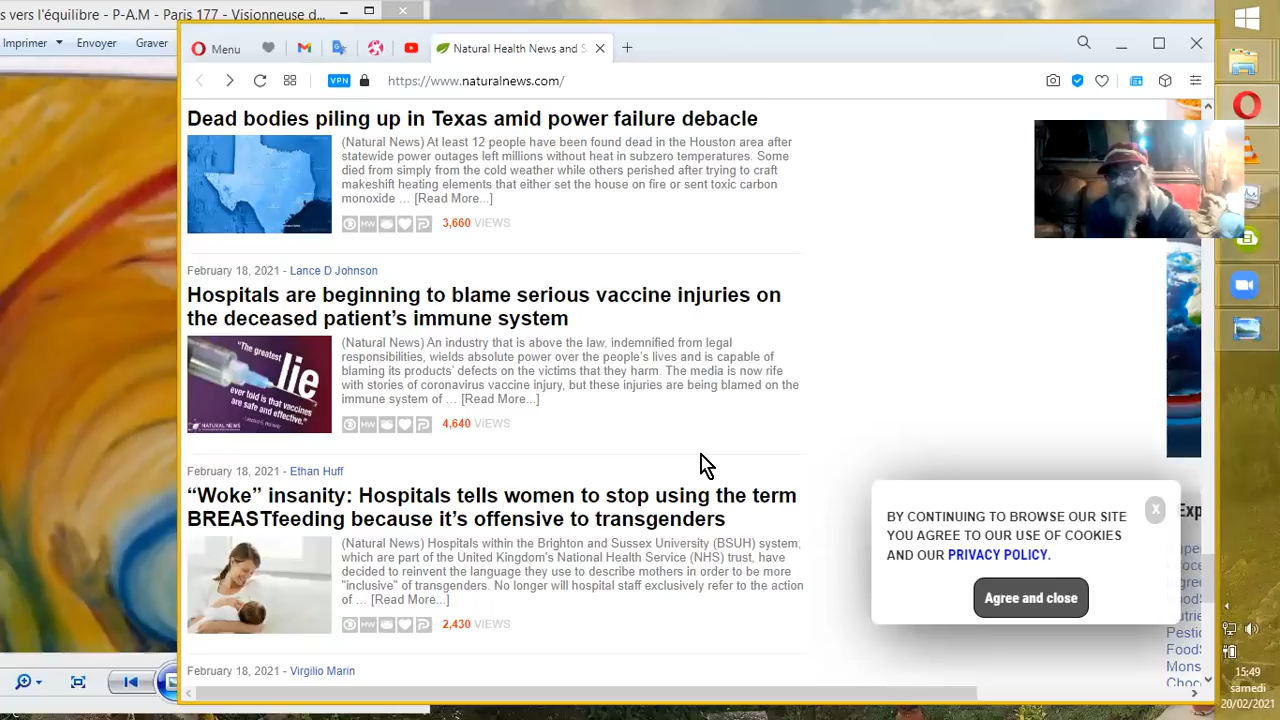 s vers l'équilibre - P-A-M - Paris 177 - Visionneuse d
Imprimer Envoyer Graver
Menu
Natural Health News and S
VPN https://www.naturalnews.com/
Dead bodies piling up in Texas amid power failure debacle
(Natural News) At least 12 people have been found dead in the Houston area after
statewide power outages left millions without heat in subzero temperatures. Some
died from simply from the cold weather while others perished after trying to craft
makeshift heating elements that either set the house on fire or sent toxic carbon
monoxide … [Read More...]
3,660 VIEWS
February 18, 2021 - Lance D Johnson
Hospitals are beginning to blame serious vaccine injuries on
the deceased patient’s immune system
"The greatest
lie
ever told is that vaccines
are safe and effective."
NATURAL NEWS
(Natural News) An industry that is above the law, indemnified from legal
responsibilities, wields absolute power over the people’s lives and is capable of
blaming its products’ defects on the victims that they harm. The media is now rife
with stories of coronavirus vaccine injury, but these injuries are being blamed on the
immune system of … [Read More...]
4,640 VIEWS
February 18, 2021 - Ethan Huff
“Woke” insanity: Hospitals tells women to stop using the term
BREASTfeeding because it’s offensive to transgenders
(Natural News) Hospitals within the Brighton and Sussex University (BSUH) system,
which are part of the United Kingdom’s National Health Service (NHS) trust, have
decided to reinvent the language they use to describe mothers in order to be more
"inclusive" of transgenders. No longer will hospital staff exclusively refer to the action
of … [Read More...]
2,430 VIEWS
February 18, 2021 - Virgilio Marin
BY CONTINUING TO BROWSE OUR SITE
YOU AGREE TO OUR USE OF COOKIES
AND OUR PRIVACY POLICY.
Agree and close
X
Exp
Pestic
FoodS
Mons
Choc
15:49
samedi
20/02/2021